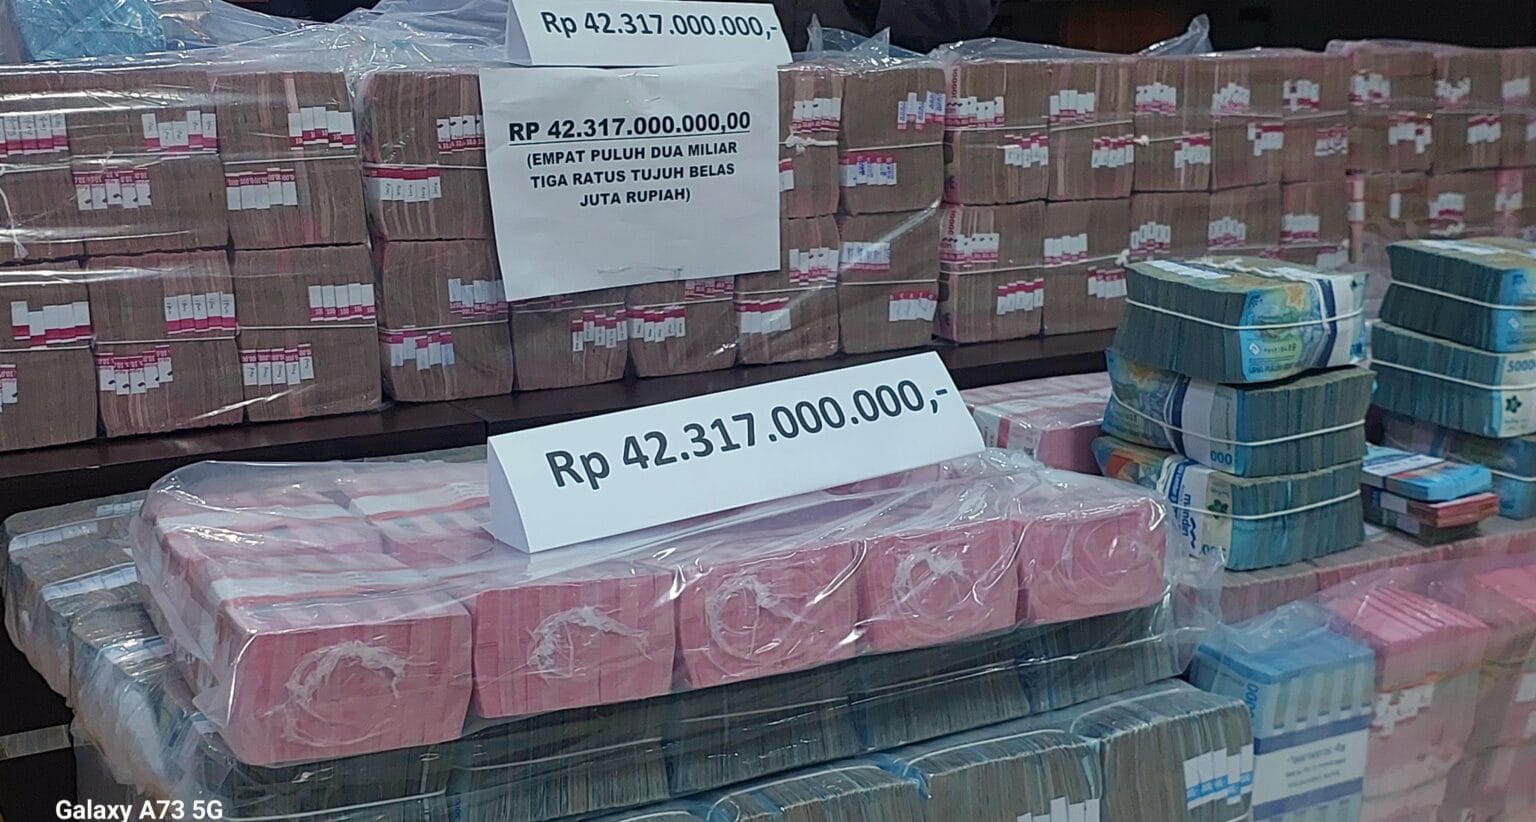 Rp 42.317.000.000,-
RP 42.317.000.000,00
(EMPAT PULUH DUA MILIAR
TIGA RATUS TUJUH BELAS
JUTA RUPIAH)
Rp 42.317.000.000,-
Galaxy A73 5G